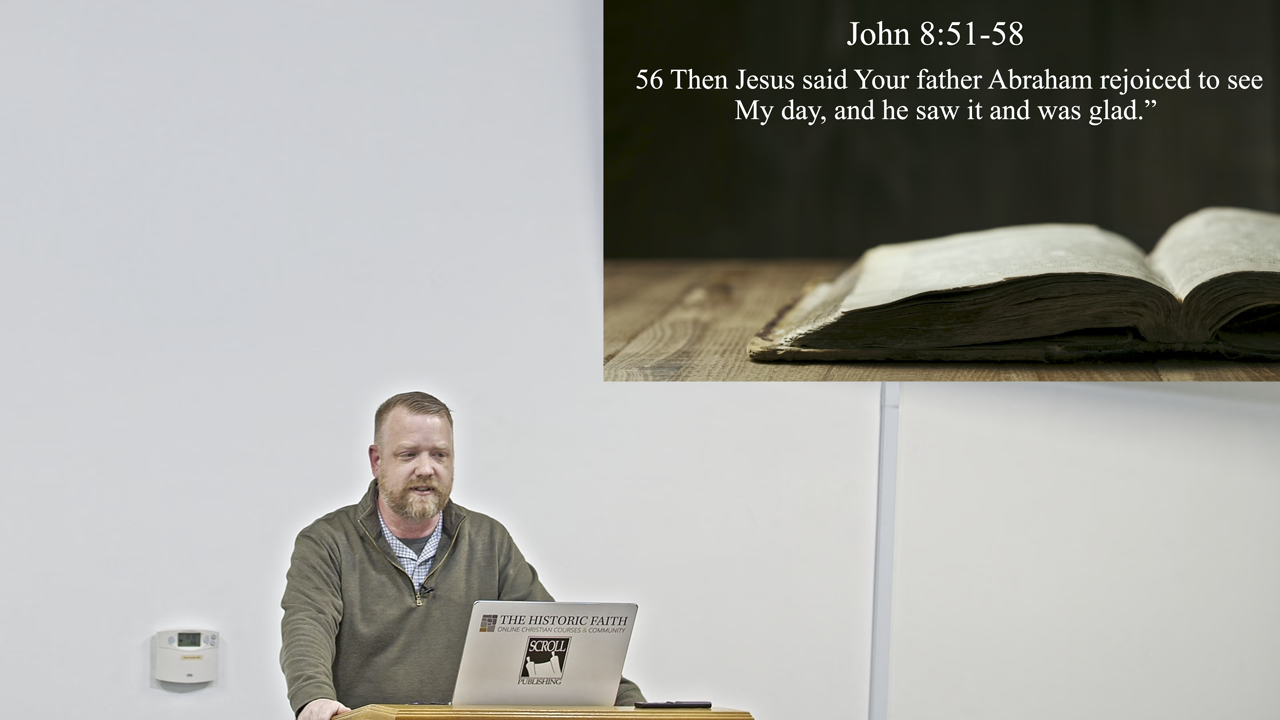 John 8:51-58
56 Then Jesus said Your father Abraham rejoiced to see
My day, and he saw it and was glad.”
THE HISTORIC FAITH
ONLINE CHRISTIAN COURSES & COMMUNITY
SCROLL
PUBLISHING